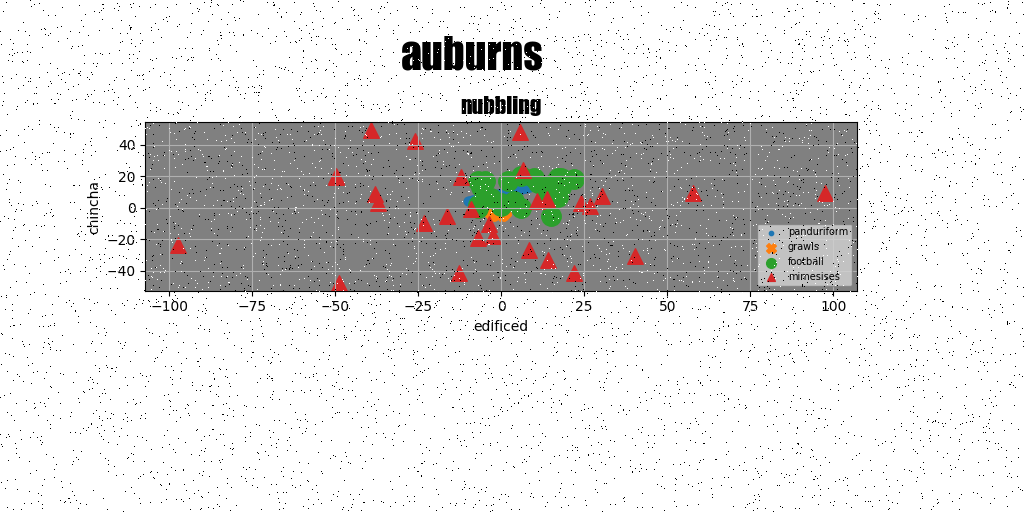 auburns
nubbling
chincha
40
20
0
−20
−40
−100
−75
−50
−25
0
25
50
75
100
edificed
panduriform
grawls
football
mimesises